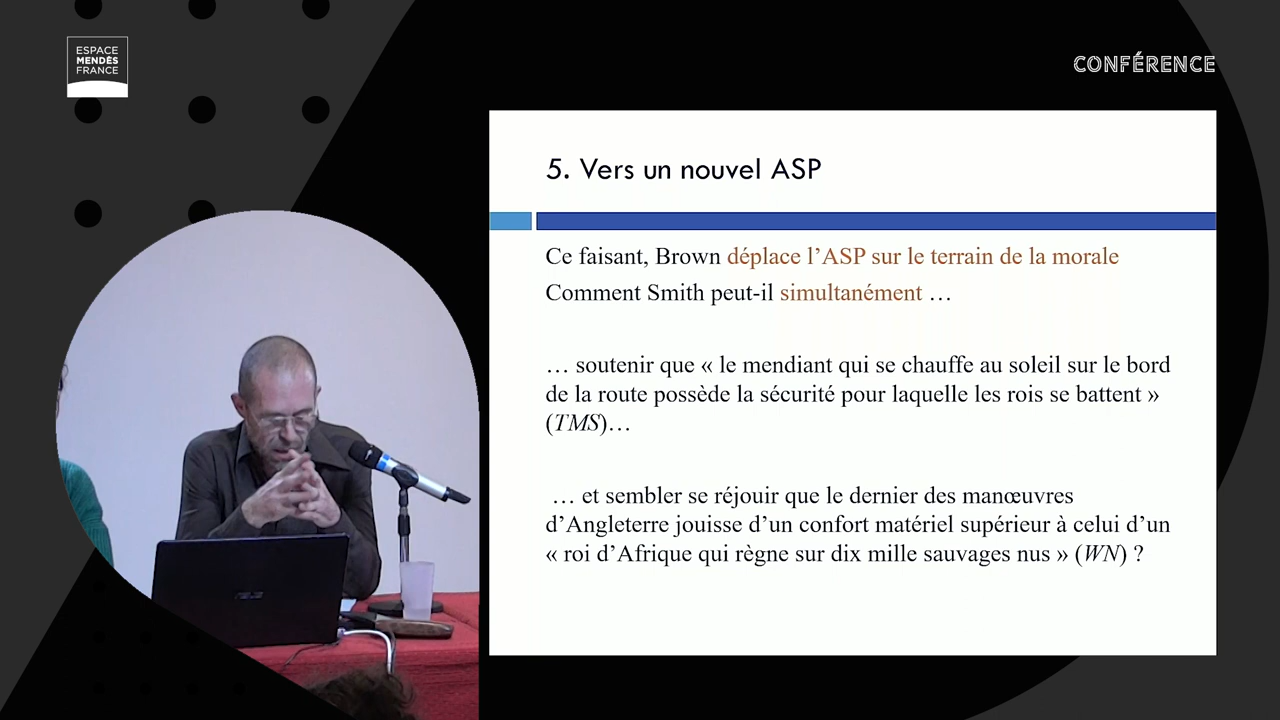 ESPACE
MENDÈS
FRANCE
CONFÉRENCE
5. Vers un nouvel ASP
Ce faisant, Brown déplace l’ASP sur le terrain de la morale
Comment Smith peut-il simultanément …
… soutenir que « le mendiant qui se chauffe au soleil sur le bord
de la route possède la sécurité pour laquelle les rois se battent »
(TMS)…
… et sembler se réjouir que le dernier des manœuvres
d’Angleterre jouisse d’un confort matériel supérieur à celui d’un
« roi d’Afrique qui règne sur dix mille sauvages nus » (WN) ?